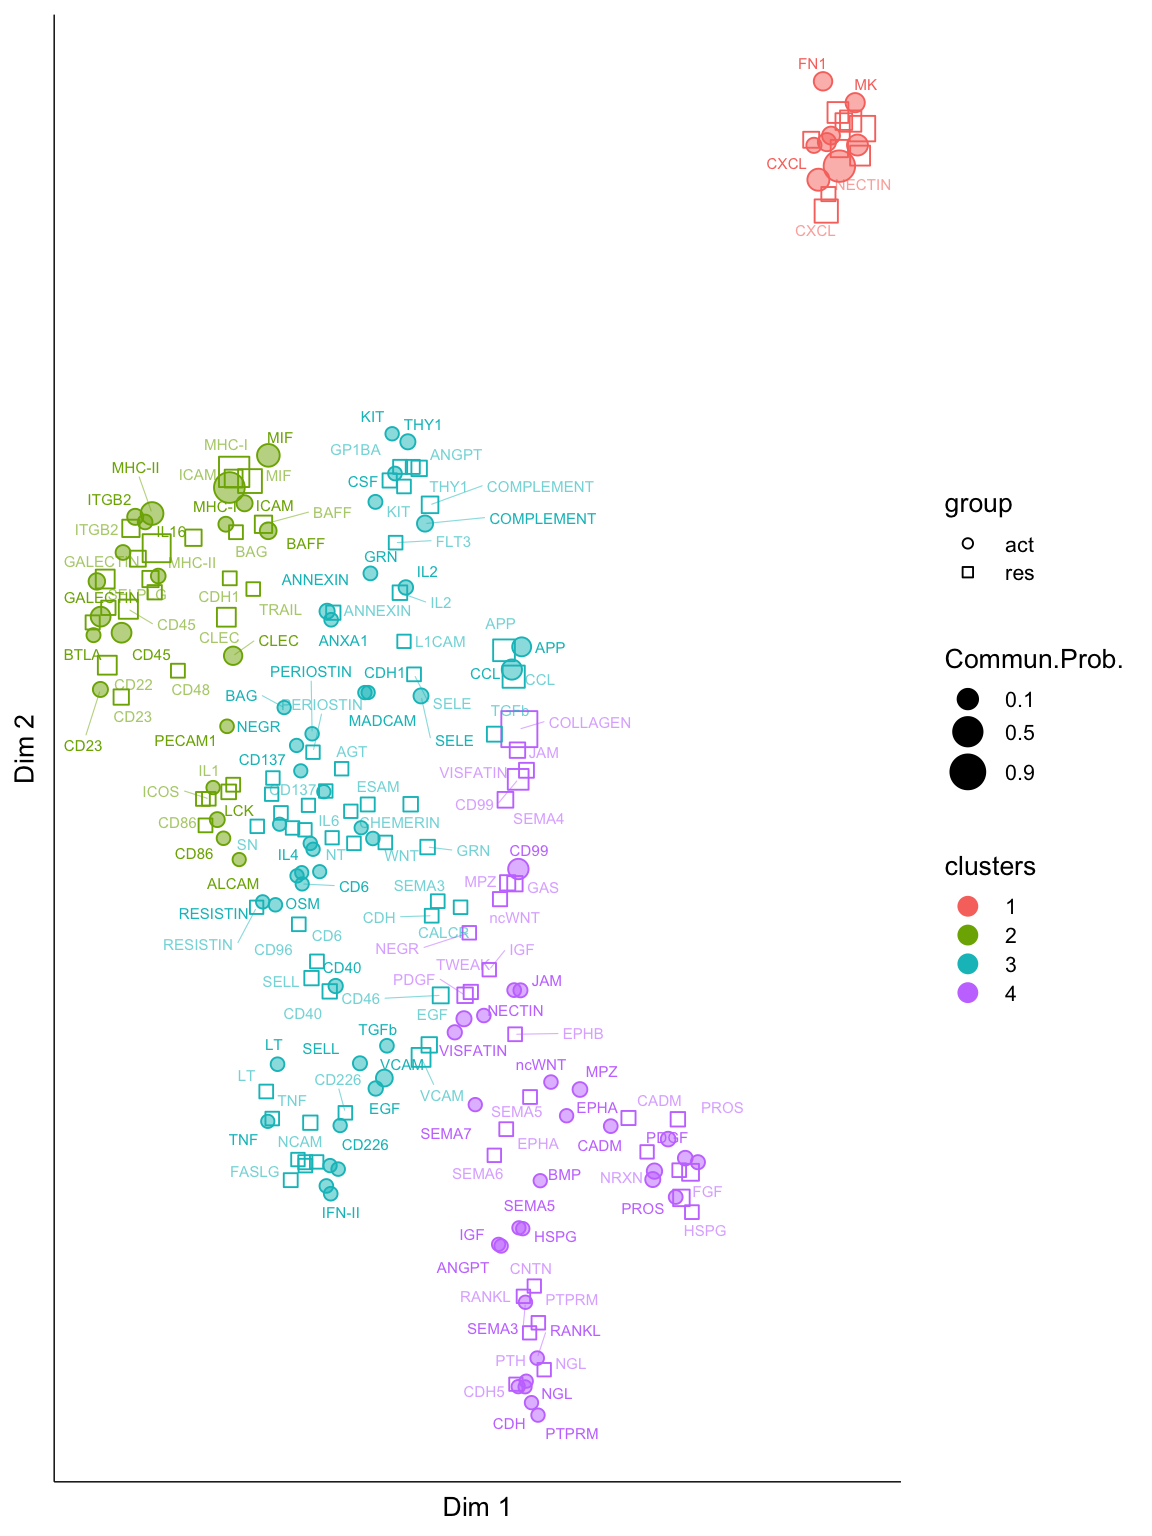 FN1
MK
CXCL
NECTIN
CXCL
KIT
THY1
MHC-I
MIF
GP1BA
ANGPT
MHC-II
ICAM
MIF
CSF
THY1
COMPLEMENT
ITGB2
MHC-I
ICAM
KIT
BAFF
COMPLEMENT
ITGB2
IL16
BAFF
FLT3
BAG
GALECTIN
MHC-II
GRN
ANNEXIN
IL2
GALECTIN
CDH1
IL2
TRAIL
ANNEXIN
CD45
APP
CLEC
CLEC
ANXA1
L1CAM
APP
BTLA
CD45
PERIOSTIN
CDH1
CCL
CCL
CD22
CD48
BAG
PERIOSTIN
SELE
TGFb
CD23
MADCAM
COLLAGEN
NEGR
CD23
PECAM1
SELE
AGT
JAM
CD137
IL1
VISFATIN
ICOS
CD137
ESAM
CD99
LCK
CD86
IL6
CHEMERIN
SEMA4
SN
CD86
IL4
NT
WNT
GRN
CD99
ALCAM
CD6
SEMA3
MPZ
GAS
RESISTIN
OSM
CDH
ncWNT
CALCR
RESISTIN
CD96
CD6
NEGR
IGF
TWEAK
CD40
SELL
PDGF
JAM
CD46
CD40
EGF
NECTIN
TGFb
EPHB
LT
SELL
VISFATIN
VCAM
ncWNT
LT
CD226
MPZ
VCAM
TNF
EGF
SEMA5
EPHA
CADM
PROS
TNF
NCAM
CD226
SEMA7
EPHA
CADM
PDGF
FASLG
SEMA6
BMP
NRXN
FGF
IFN-II
SEMA5
PROS
IGF
HSPG
HSPG
ANGPT
CNTN
RANKL
PTPRM
SEMA3
RANKL
PTH
NGL
CDH5
NGL
CDH
PTPRM
Dim 1
Dim 2
group
act
res
Commun.Prob.
0.1
0.5
0.9
clusters
1
2
3
4